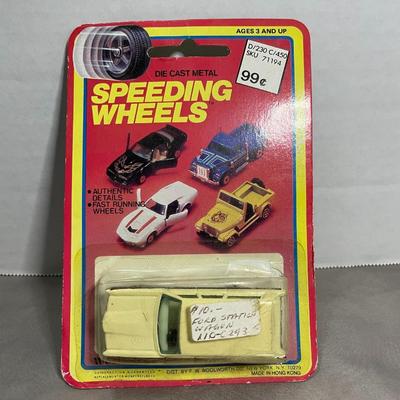 AGES 3 AND UP
D/230 C/450
SKU 71194
99¢
DIE CAST METAL
SPEEDING
WHEELS
• AUTHENTIC
DETAILS
• FAST RUNNING
WHEELS
$10.-
FORD STATION
WAGON
DIST. BY F. W. WOOLWORTH CO. NEW YORK, N.Y. 10279
MADE IN HONG KONG